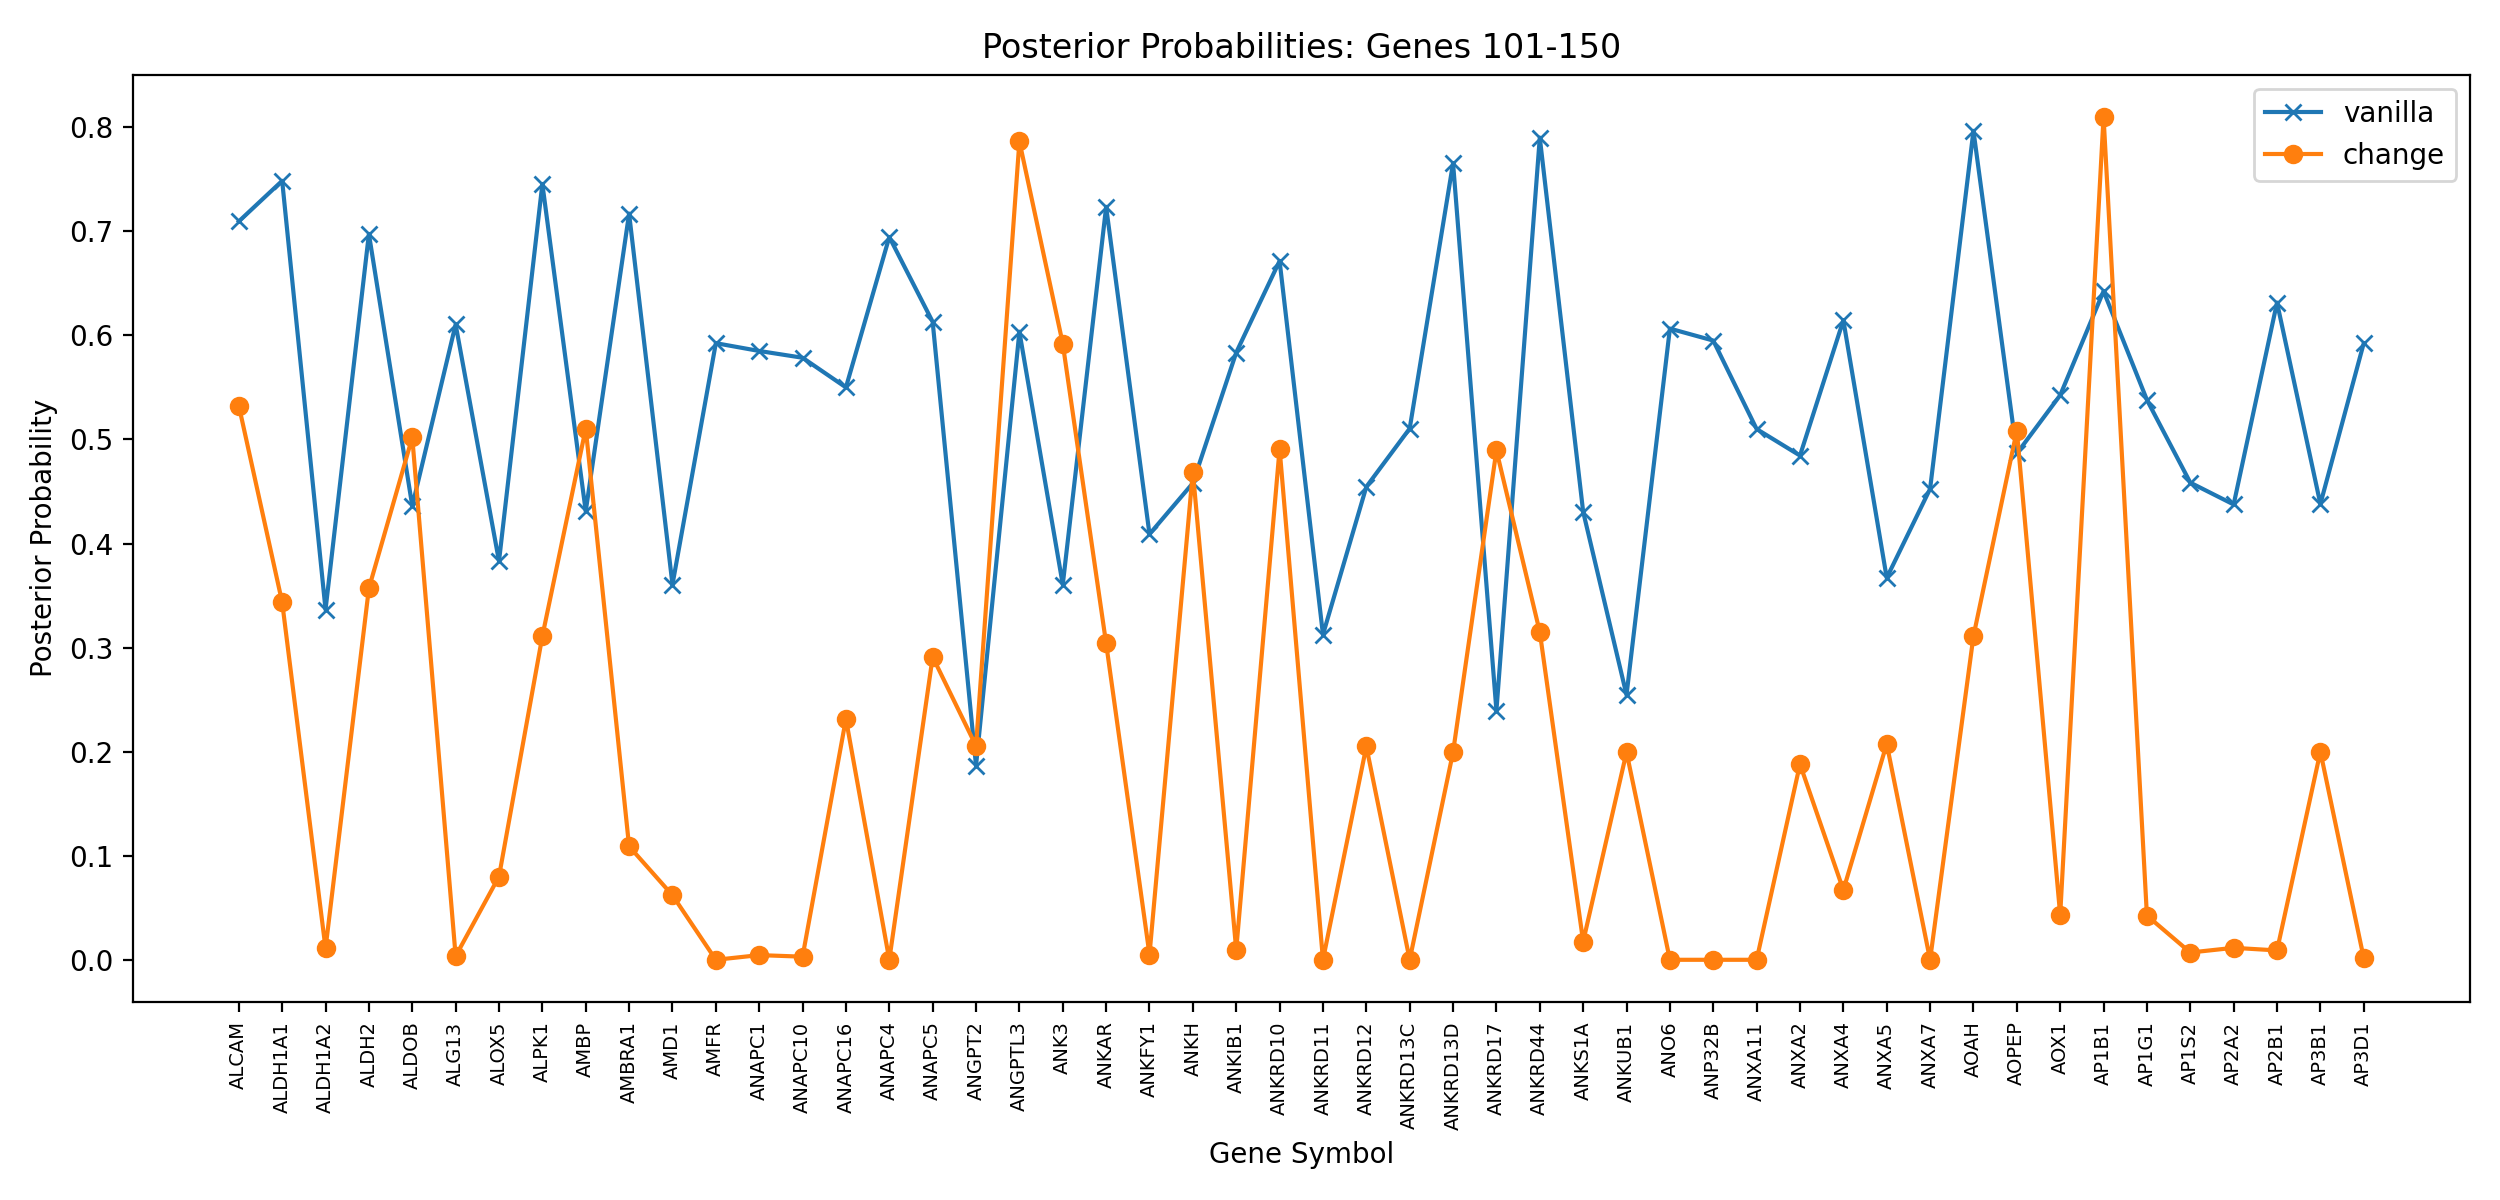 Posterior Probabilities: Genes 101-150
vanilla
change
Posterior Probability
0.8
0.7
0.6
0.5
0.4
0.3
0.2
0.1
0.0
ALCAM
ALDH1A1
ALDH1A2
ALDH2
ALDOB
ALG13
ALOX5
ALPK1
AMBP
AMBRA1
AMD1
AMFR
ANAPC1
ANAPC10
ANAPC16
ANAPC4
ANAPC5
ANGPT2
ANGPTL3
ANK3
ANKAR
ANKFY1
ANKH
ANKIB1
ANKRD10
ANKRD11
ANKRD12
ANKRD13C
ANKRD13D
ANKRD17
ANKRD44
ANKS1A
ANKUB1
ANO6
ANP32B
ANXA11
ANXA2
ANXA4
ANXA5
ANXA7
AOAH
AOPEP
AOX1
AP1B1
AP1G1
AP1S2
AP2A2
AP2B1
AP3B1
AP3D1
Gene Symbol